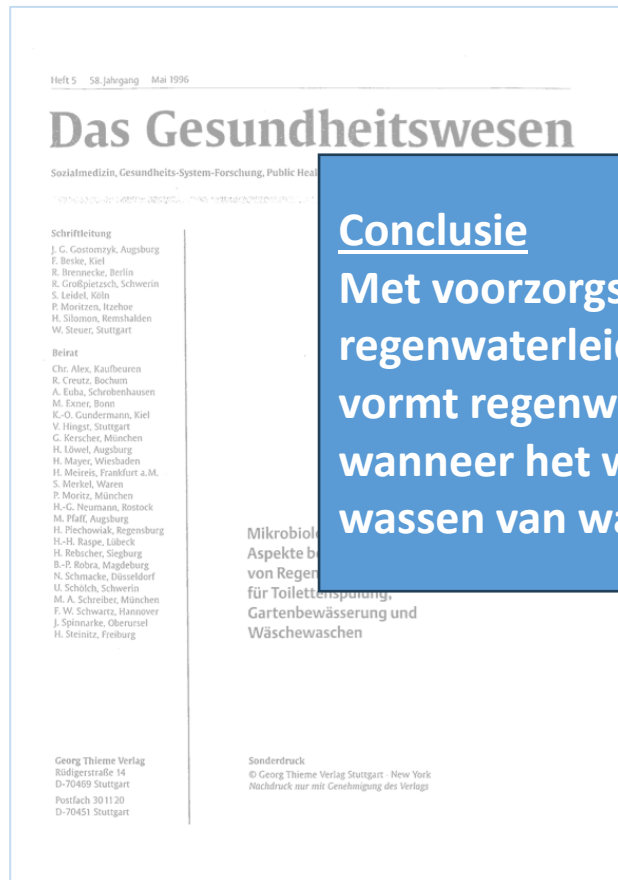 Heft 5 58. Jahrgang Mai 1996
Das Gesundheitswesen
Sozialmedizin, Gesundheits-System-Forschung, Public
Schriftleitung
J. G. Gostomzyk, Augsburg
F. Beske, Kiel
R. Brennecke, Berlin
R. Großpietzsch, Schwerin
S. Leidel, Köln
P. Moritzen, Itzehoe
H. Silomon, Remshalden
W. Steuer, Stuttgart
Beirat
Chr. Alex, Kaufbeuren
R. Creutz, Bochum
A. Euba, Schrobenhausen
M. Exner, Bonn
K.-O. Gundermann, Kiel
V. Hingst, Stuttgart
G. Kerscher, München
H. Löwel, Augsburg
H. Mayer, Wiesbaden
H. Meireis, Frankfurt a.M.
S. Merkel, Waren
P. Moritz, München
H.-G. Neumann, Rostock
M. Pfaff, Augsburg
H. Piechowiak, Regensburg
H.-H. Raspe, Lübeck
H. Rebscher, Siegburg
B.-P. Robra, Magdeburg
N. Schmacke, Düsseldorf
U. Schölch, Schwerin
M. A. Schreiber, München
F. W. Schwartz, Hannover
J. Spinnarke, Oberursel
H. Steinitz, Freiburg
Georg Thieme Verlag
Rüdigerstraße 14
D-70469 Stuttgart
Postfach 30 11 20
D-70451 Stuttgart
Conclusie
Met voorzorgs
regenwaterlei
vormt regenw
wanneer het v
wassen van wa
Mikrobiol
Aspekte b
von Regen
für Toilettenspülung,
Gartenbewässerung und
Wäschewaschen
Sonderdruck
© Georg Thieme Verlag Stuttgart · New York
Nachdruck nur mit Genehmigung des Verlags